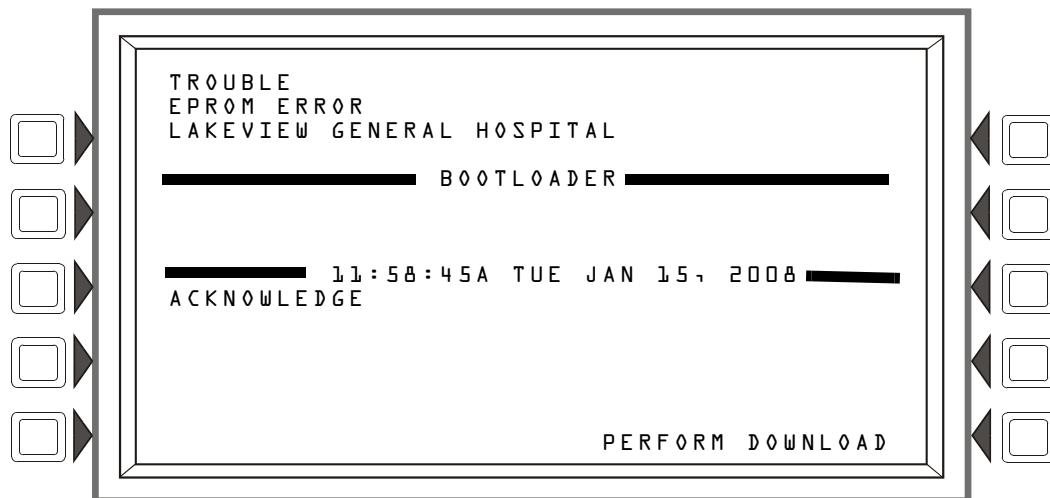 TROUBLE
EPROM ERROR
LAKEVIEW GENERAL HOSPITAL
BOOTLOADER
11:58:45A TUE JAN 15, 2008
ACKNOWLEDGE
PERFORM DOWNLOAD